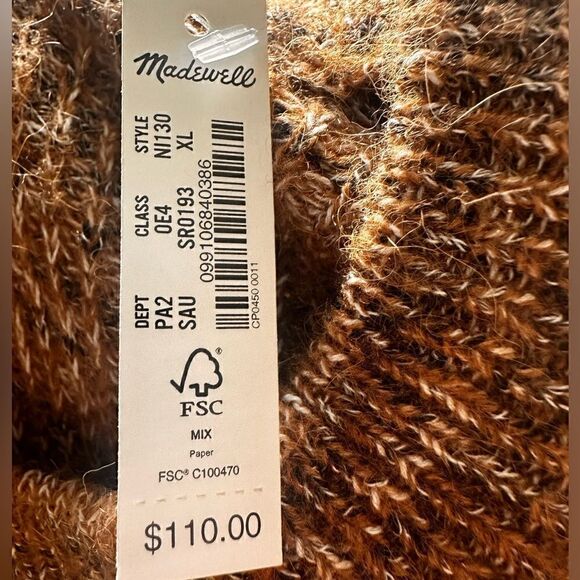 Madewell
DEPT CLASS STYLE
PA2 0E4 NI130
SAU SR0193 XL
099106840386
CP0450 0011
FSC®
MIX
Paper
FSC® C100470
$110.00